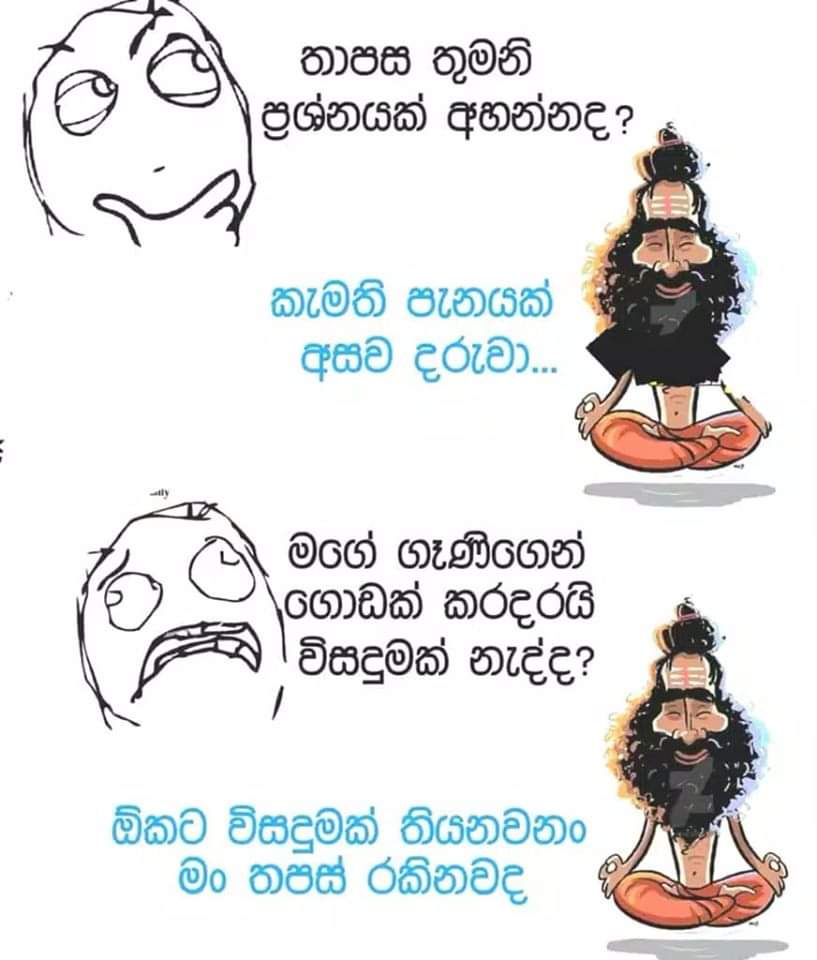 තාපස තුමනි
ප්‍රශ්නයක් අහන්නද?
කැමති පැනයක්
අසව දරුවා...
මගේ ගෑණිගෙන්
ගොඩක් කරදරයි
විසදුමක් නැද්ද?
ඕකට විසදුමක් තියනවනං
මං තපස් රකිනවද